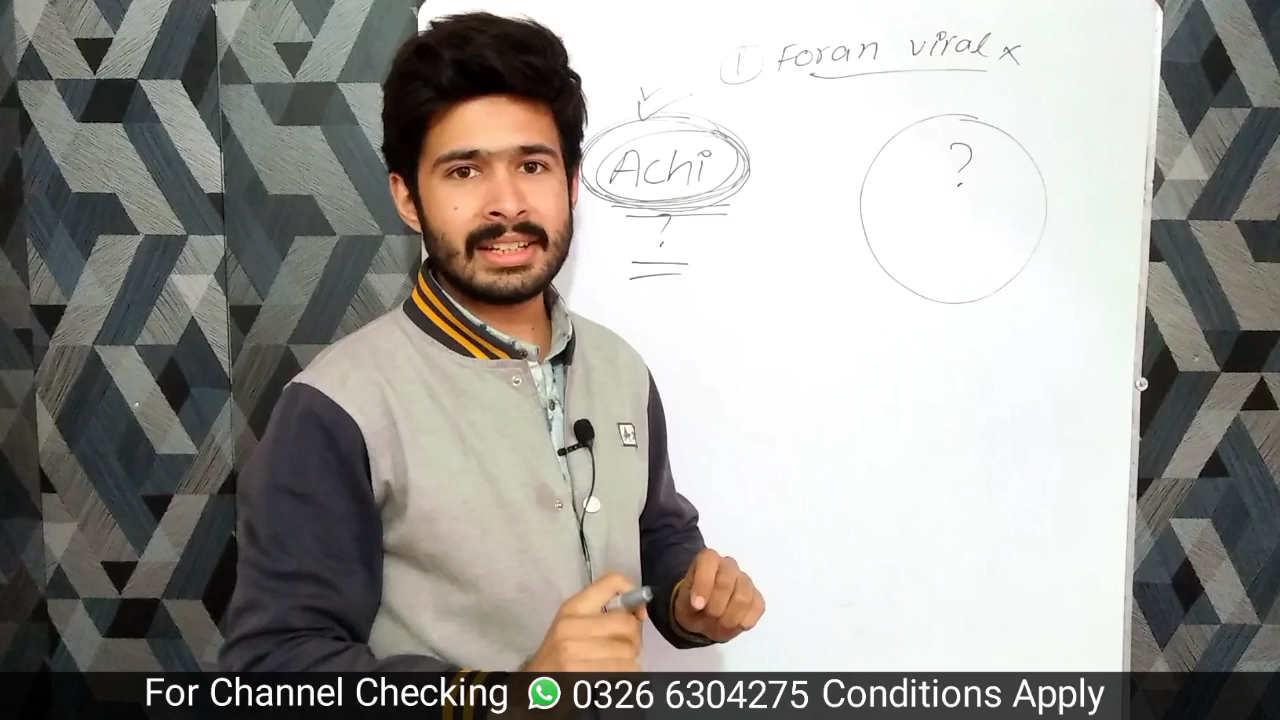 ① Foran viral x
Achi
?
?
For Channel Checking 0326 6304275 Conditions Apply